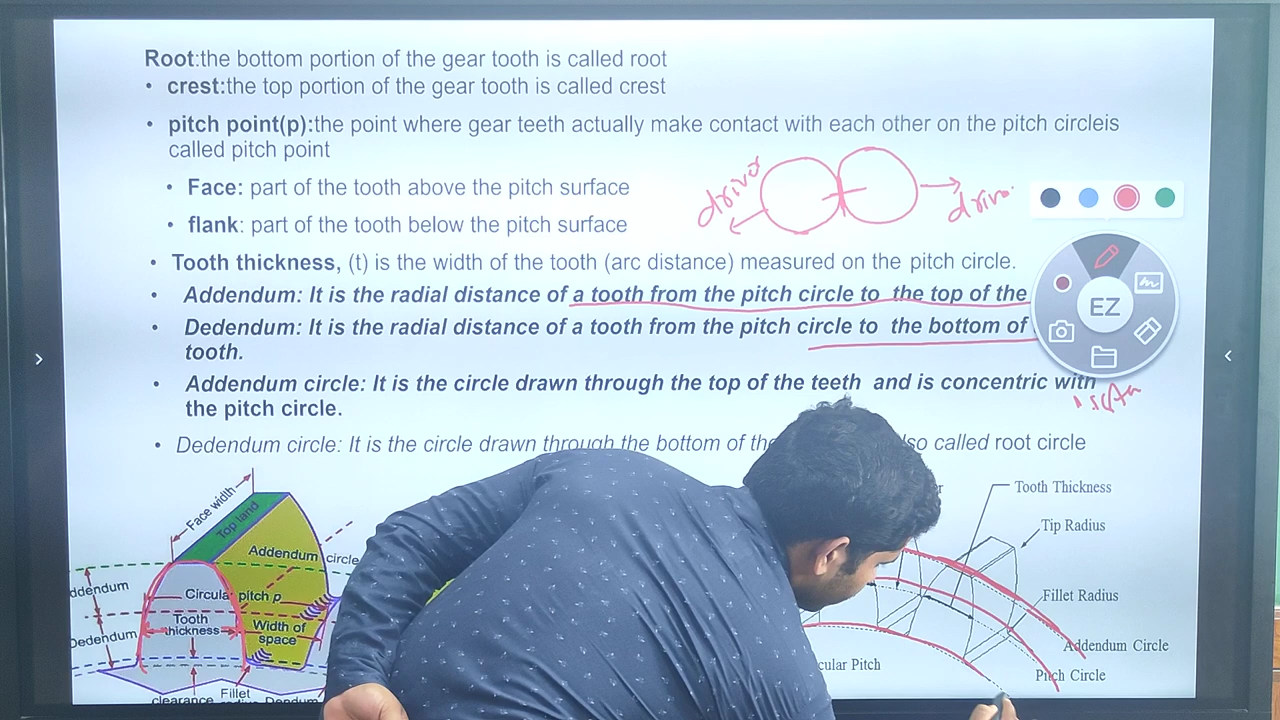 Root:the bottom portion of the gear tooth is called root
• crest:the top portion of the gear tooth is called crest
• pitch point(p):the point where gear teeth actually make contact with each other on the pitch circleis
called pitch point
• Face: part of the tooth above the pitch surface
• flank: part of the tooth below the pitch surface
driver
EZ
• Tooth thickness, (t) is the width of the tooth (arc distance) measured on the pitch circle.
• Addendum: It is the radial distance of a tooth from the pitch circle to the top of the
• Dedendum: It is the radial distance of a tooth from the pitch circle to the bottom of
tooth.
• Addendum circle: It is the circle drawn through the top of the teeth and is concentric with
the pitch circle.
• Dedendum circle: It is the circle drawn through the bottom of the called root circle
Face width
Top land
Addendum circle
Circular pitch p
Tooth
thickness
Width of
space
Dedendum
clearance
Fillet
Tooth Thickness
Tip Radius
Fillet Radius
Addendum Circle
Pitch Circle
Pitch